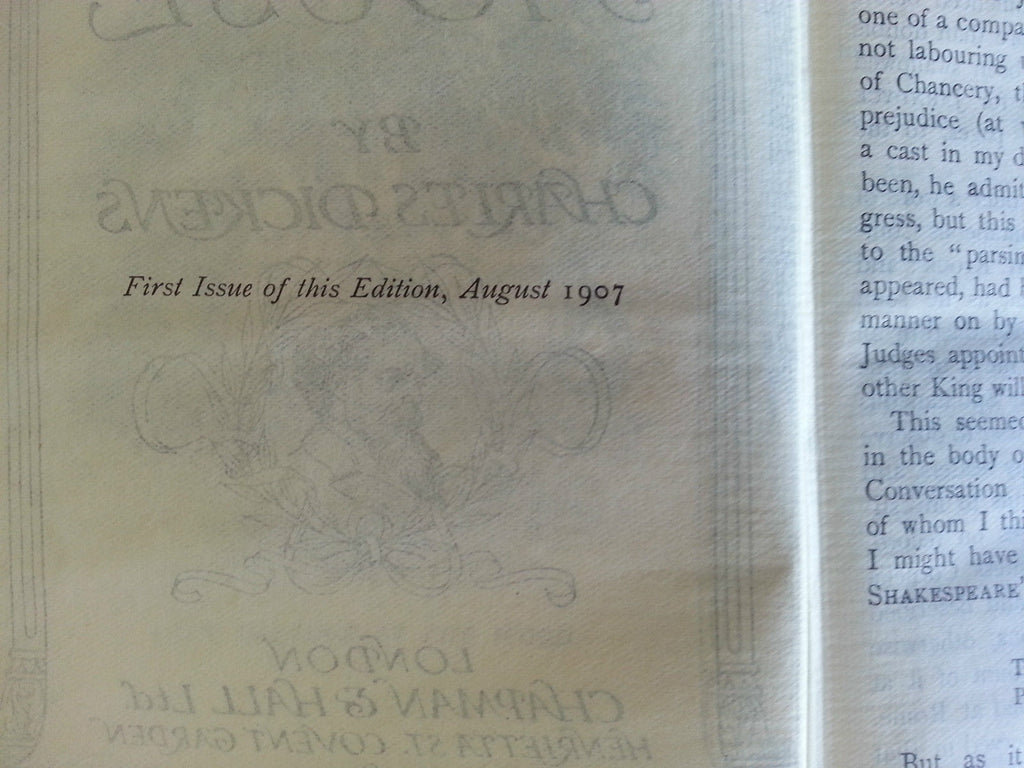 BY
CHARLES DICKENS
First Issue of this Edition, August 1907
LONDON
CHAPMAN & HALL Ltd
HENRIETTA ST. COVENT GARDEN
one of a compa
not labouring
of Chancery, t
prejudice (at
a cast in my d
been, he admit
gress, but this
to the "parsin
appeared, had
manner on by
Judges appoint
other King will
This seemed
in the body o
Conversation
of whom I th
I might have
SHAKESPEARE'
T
P
But as it